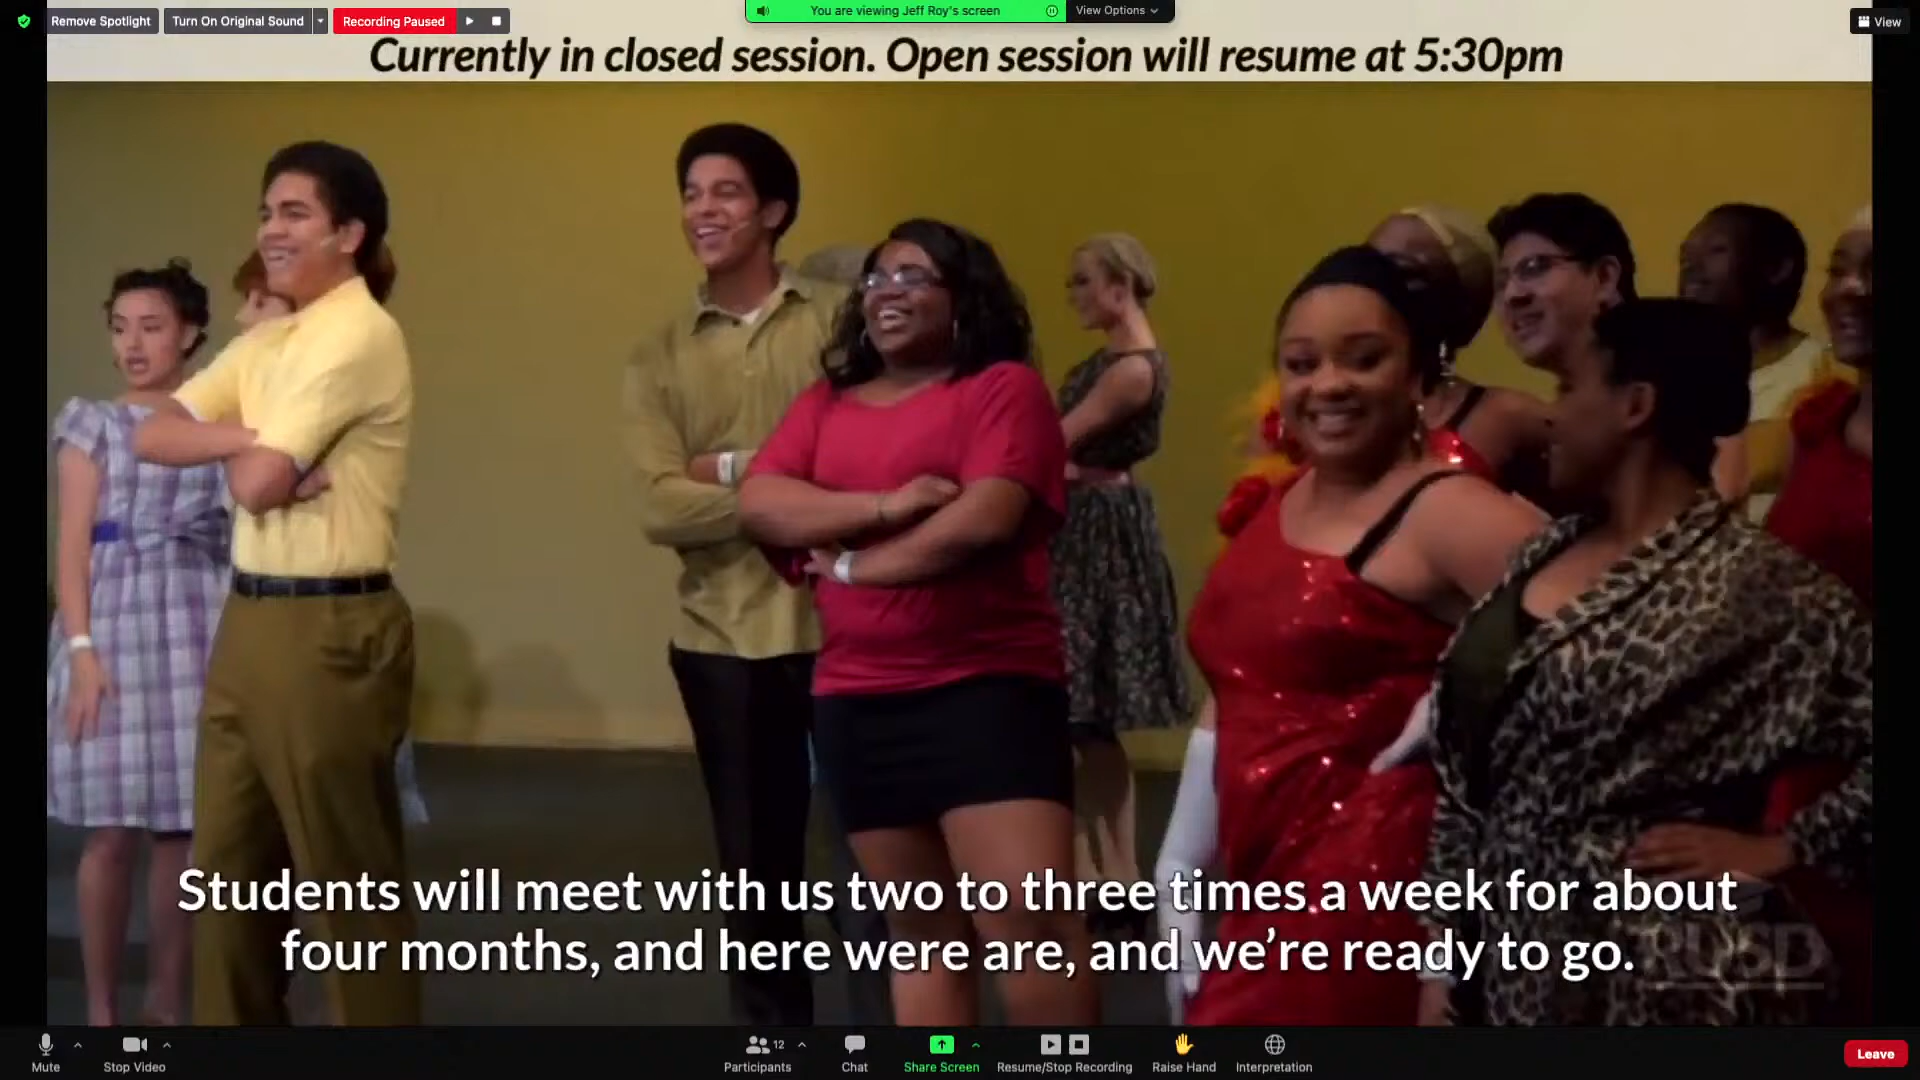 Remove Spotlight
Turn On Original Sound
Recording Paused
You are viewing Jeff Roy's screen
View Options
View
Currently in closed session. Open session will resume at 5:30pm
Students will meet with us two to three times a week for about
four months, and here were are, and we're ready to go.
RUSD
Mute
Stop Video
12
Participants
Chat
Share Screen
Resume/Stop Recording
Raise Hand
Interpretation
Leave